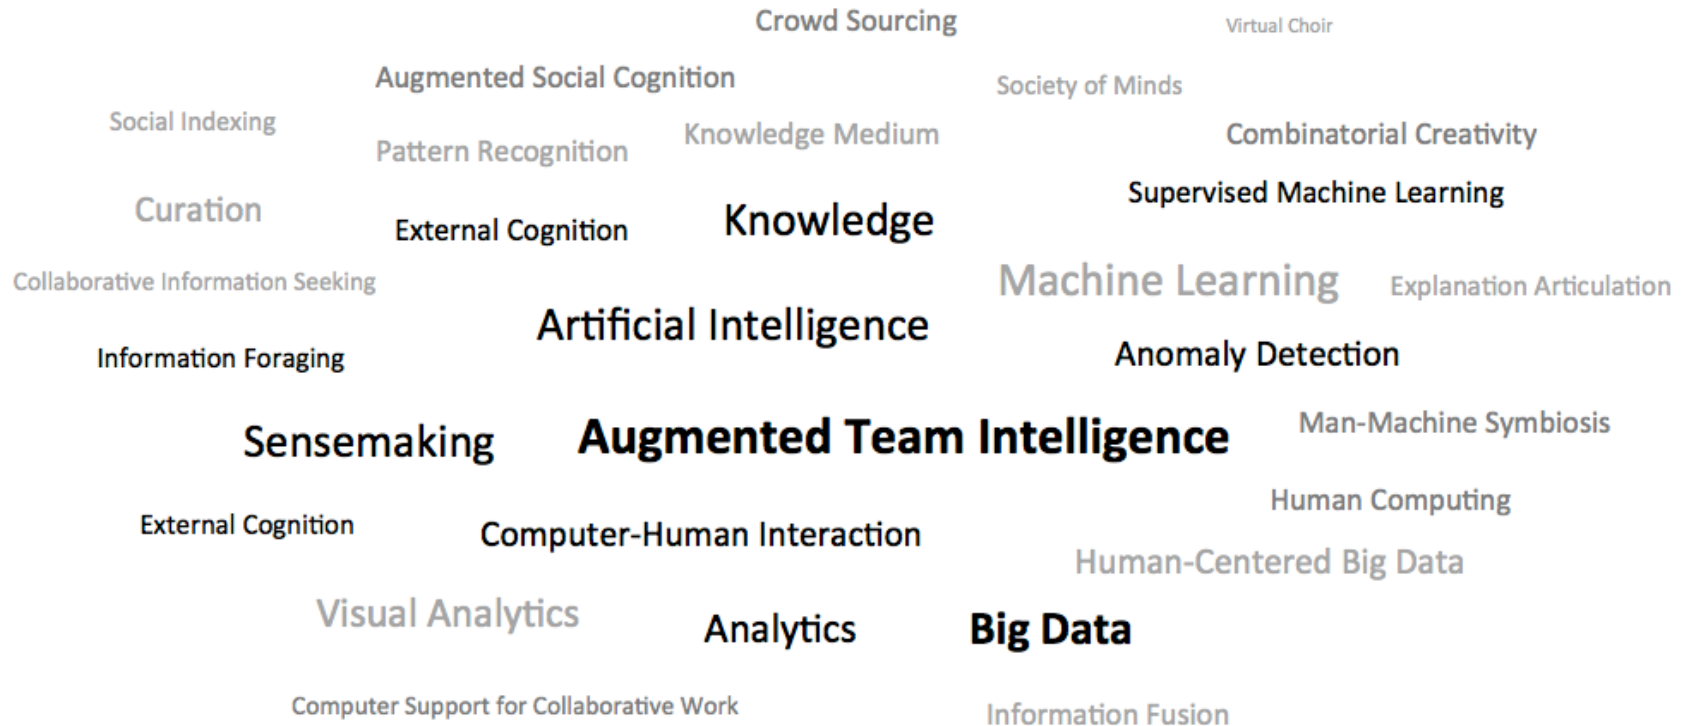 Crowd Sourcing
Virtual Choir
Augmented Social Cognition
Society of Minds
Social Indexing
Pattern Recognition
Knowledge Medium
Combinatorial Creativity
Supervised Machine Learning
Curation
External Cognition
Knowledge
Collaborative Information Seeking
Machine Learning
Explanation Articulation
Artificial Intelligence
Information Foraging
Anomaly Detection
Sensemaking
Augmented Team Intelligence
Man-Machine Symbiosis
Human Computing
External Cognition
Computer-Human Interaction
Human-Centered Big Data
Visual Analytics
Analytics
Big Data
Computer Support for Collaborative Work
Information Fusion